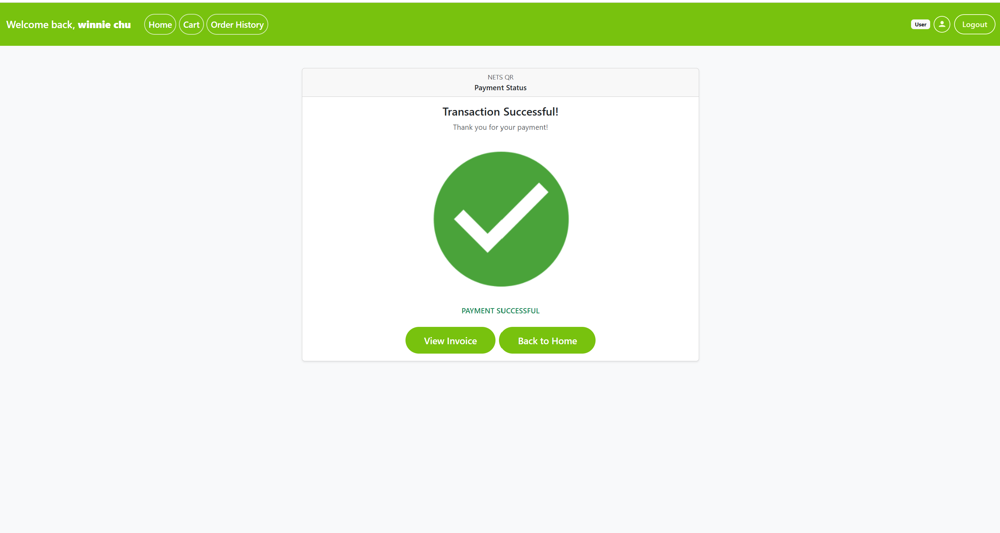 Welcome back, winnie chu Home Cart Order History User Logout
NETS QR
Payment Status
Transaction Successful!
Thank you for your payment!
PAYMENT SUCCESSFUL
View Invoice Back to Home